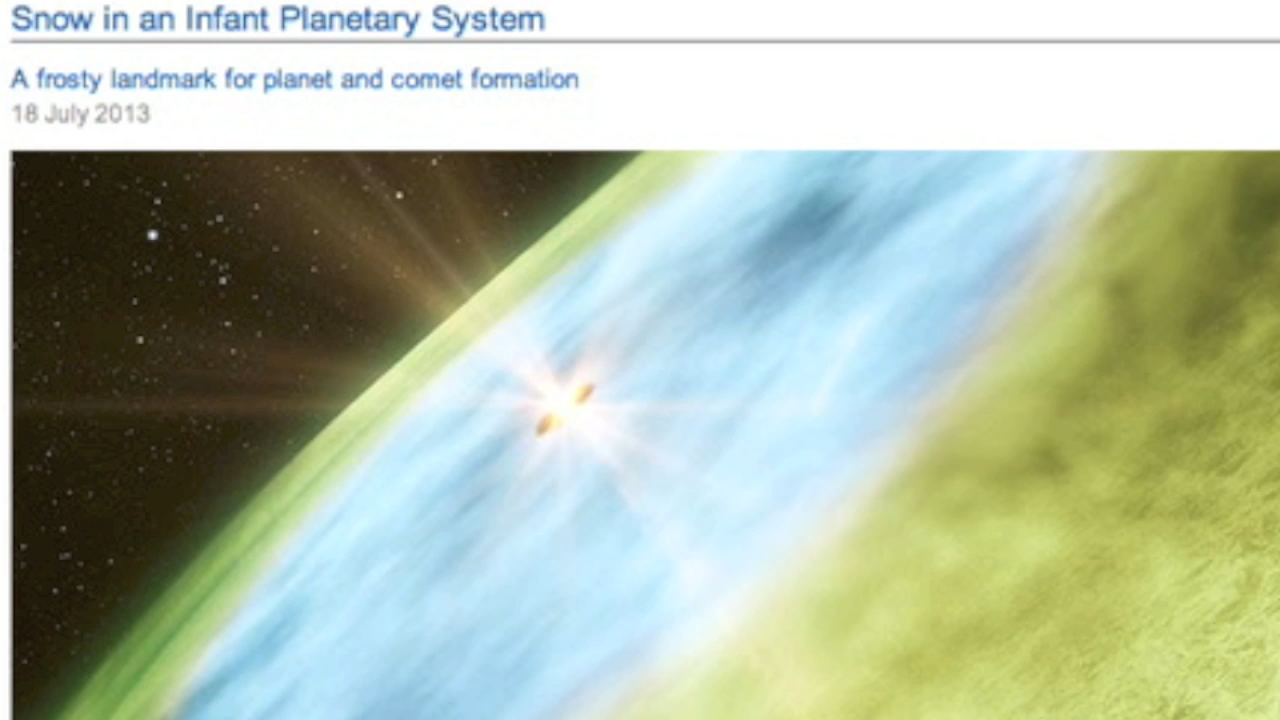 Snow in an Infant Planetary System
A frosty landmark for planet and comet formation
18 July 2013